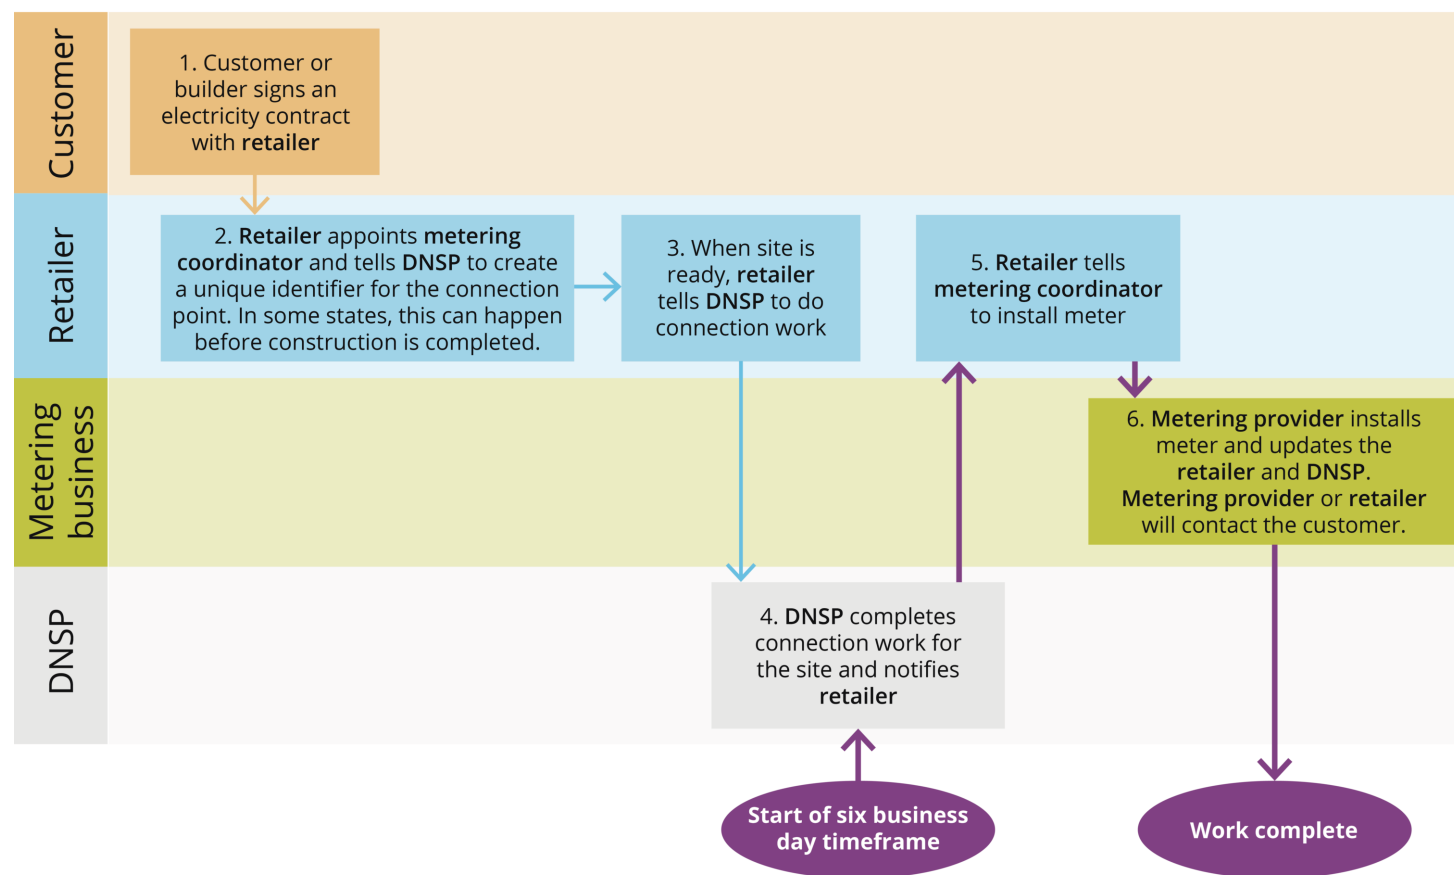 Customer
1. Customer or
builder signs an
electricity contract
with retailer
Retailer
2. Retailer appoints metering
coordinator and tells DNSP to create
a unique identifier for the connection
point. In some states, this can happen
before construction is completed.
3. When site is
ready, retailer
tells DNSP to do
connection work
5. Retailer tells
metering coordinator
to install meter
Metering
business
6. Metering provider installs
meter and updates the
retailer and DNSP.
Metering provider or retailer
will contact the customer.
DNSP
4. DNSP completes
connection work for
the site and notifies
retailer
Start of six business
day timeframe
Work complete